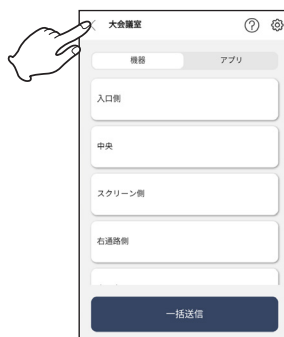 大会議室
機器
アプリ
入口側
中央
スクリーン側
右通路側
一括送信